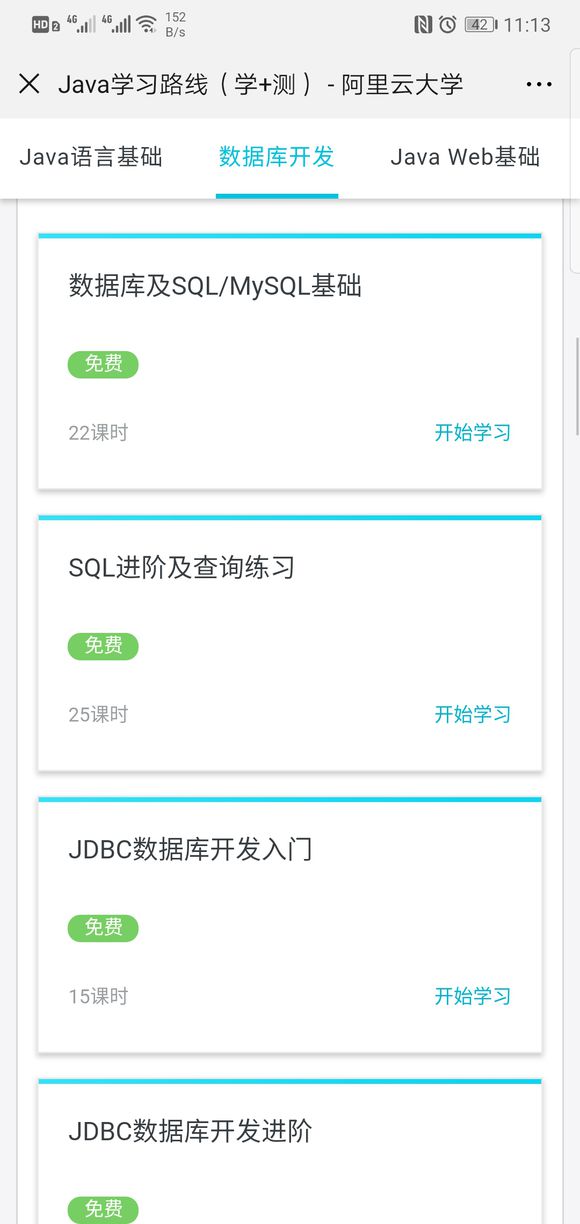 HD 2 4G 4G 152 B/s 42 11:13
Java学习路线（学+测） - 阿里云大学
Java语言基础 数据库开发 Java Web基础
数据库及SQL/MySQL基础
免费
22课时 开始学习
SQL进阶及查询练习
免费
25课时 开始学习
JDBC数据库开发入门
免费
15课时 开始学习
JDBC数据库开发进阶
免费